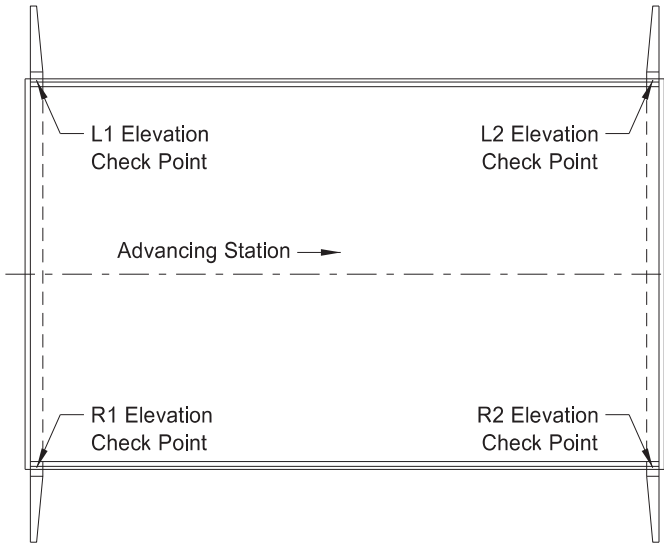 L1 Elevation
Check Point
L2 Elevation
Check Point
Advancing Station
R1 Elevation
Check Point
R2 Elevation
Check Point